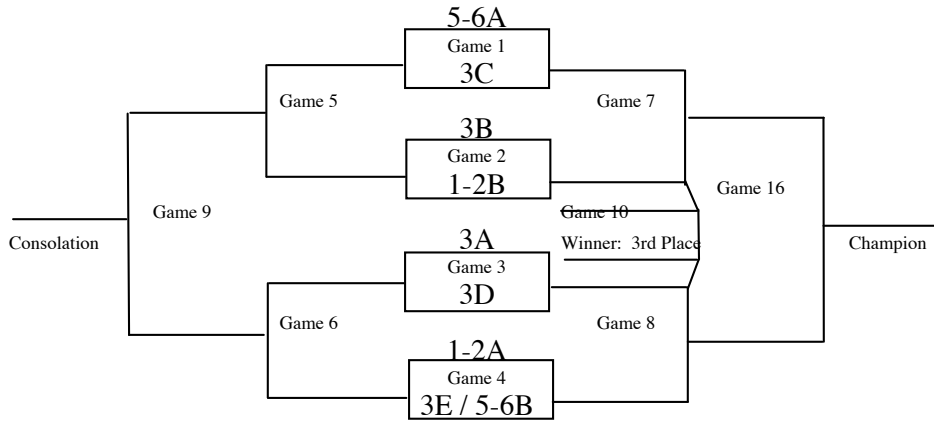 5-6A
Game 1
3C
Game 5
Game 7
3B
Game 2
1-2B
Game 16
Game 9
Game 10
Consolation
3A
Winner: 3rd Place
Champion
Game 3
3D
Game 6
Game 8
1-2A
Game 4
3E / 5-6B